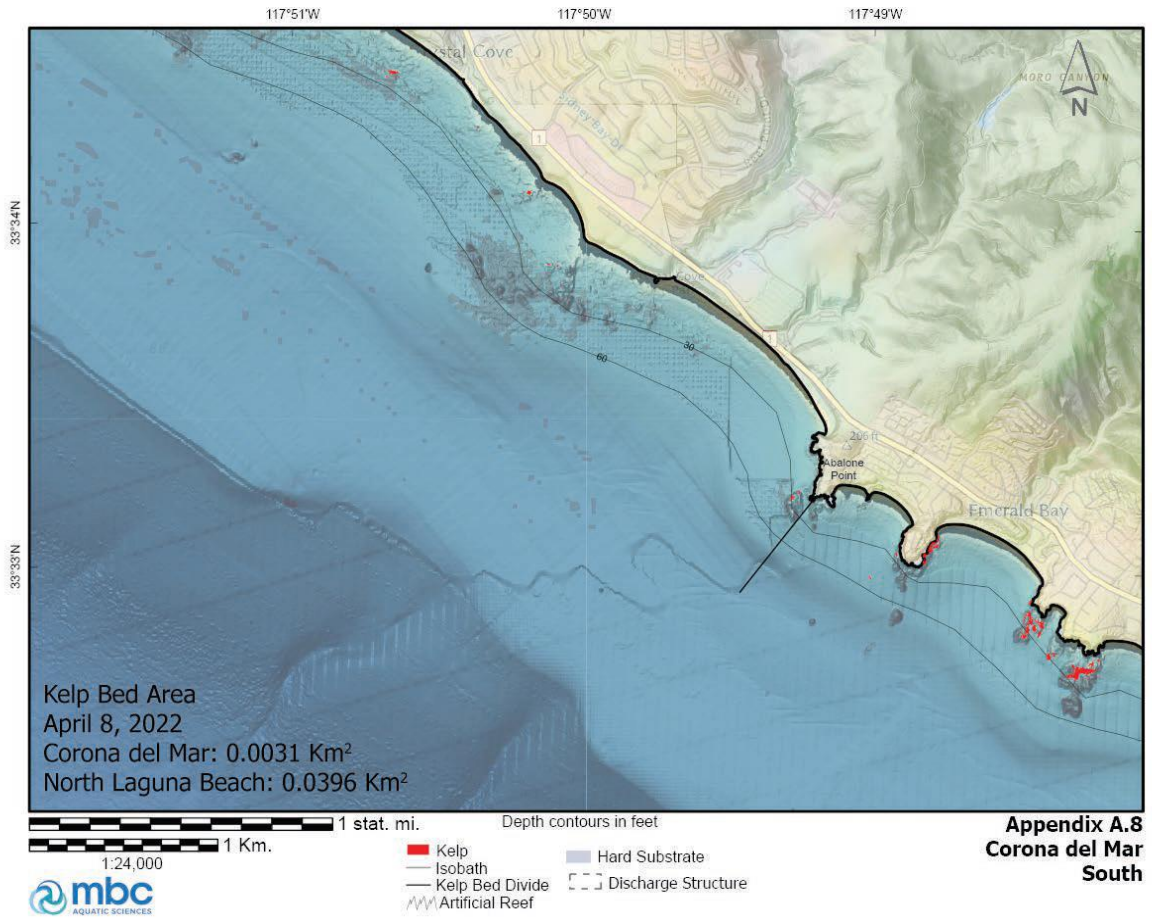 117°51'W
117°50'W
117°49'W
ystal Cove
MORO CANYON
N
1
Sidney Bay Dr
33°34'N
Cove
1
30
60
206 ft
Abalone
Point
Emerald Bay
33°33'N
Kelp Bed Area
April 8, 2022
Corona del Mar: 0.0031 Km²
North Laguna Beach: 0.0396 Km²
1 stat. mi.
Depth contours in feet
Appendix A.8
Corona del Mar
South
1 Km.
1:24,000
Kelp
Isobath
Kelp Bed Divide
Artificial Reef
Hard Substrate
Discharge Structure
mbc
AQUATIC SCIENCES